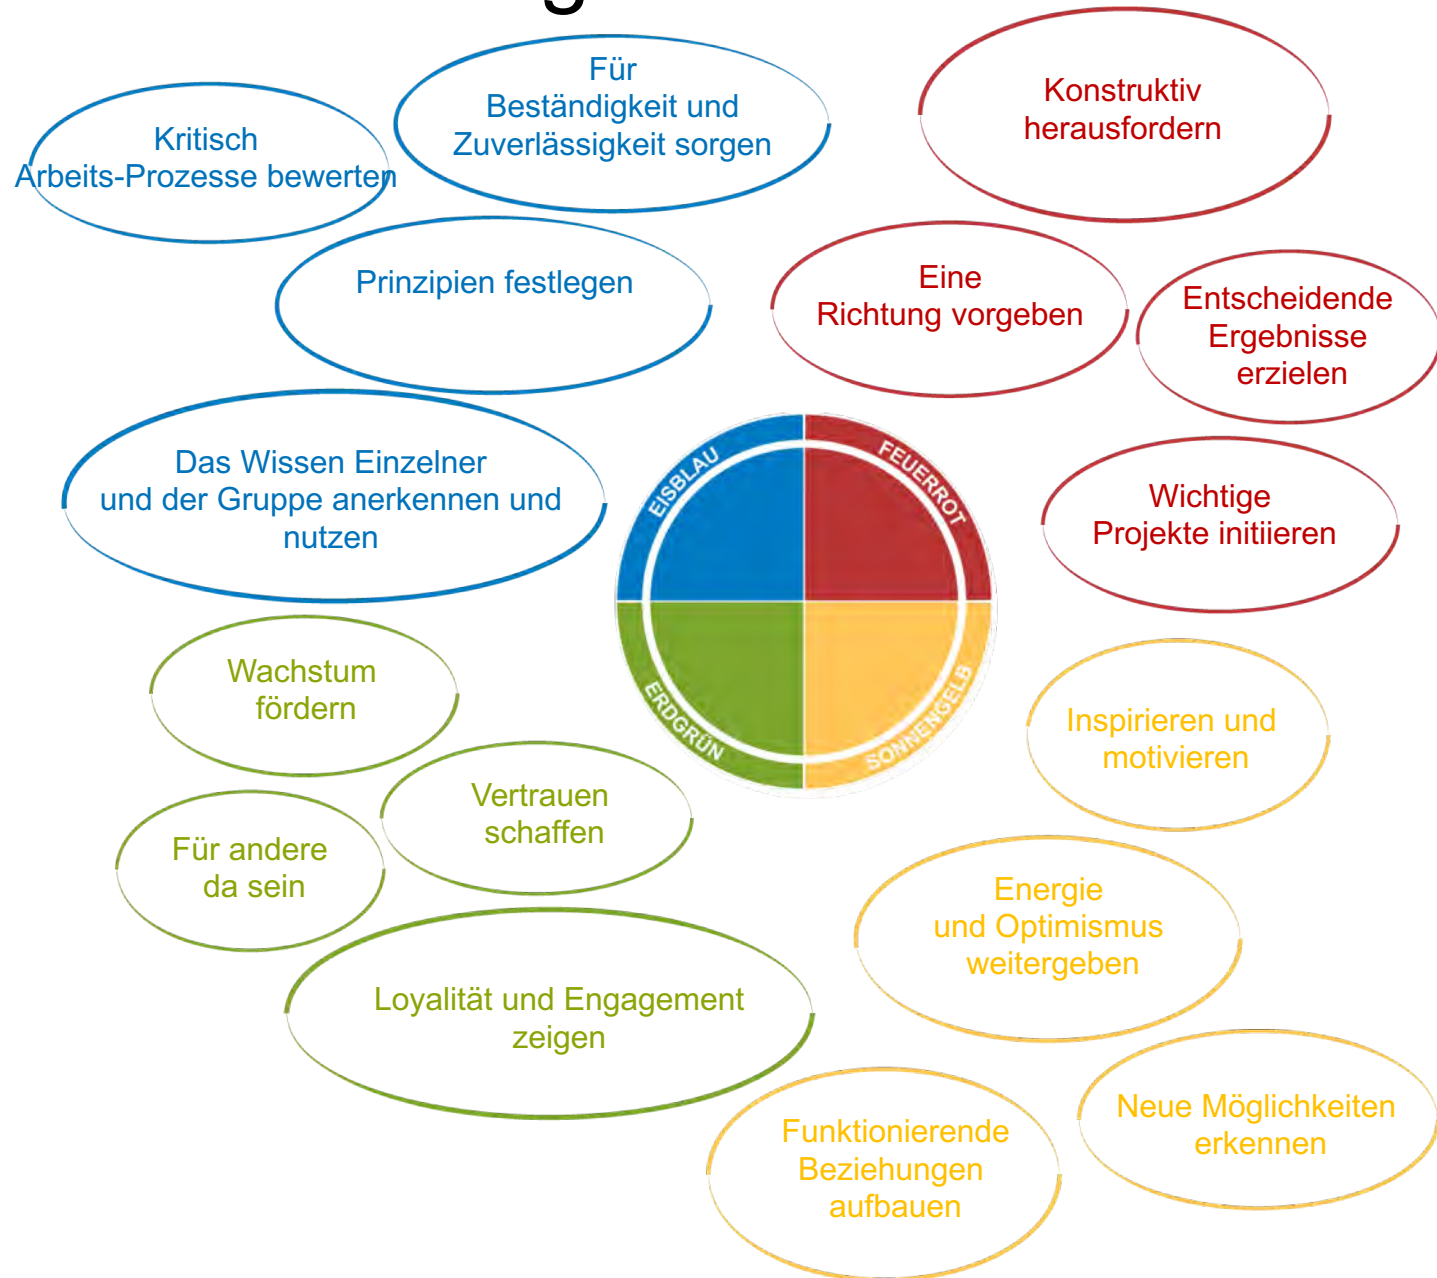 g
Für
Beständigkeit und
Zuverlässigkeit sorgen
Kritisch
Arbeits-Prozesse bewerten
Prinzipien festlegen
Das Wissen Einzelner
und der Gruppe anerkennen und
nutzen
Konstruktiv
herausfordern
Eine
Richtung vorgeben
Entscheidende
Ergebnisse
erzielen
Wichtige
Projekte initiieren
EISBLAU
FEUERROT
ERDGRÜN
SONNENGELB
Wachstum
fördern
Vertrauen
schaffen
Für andere
da sein
Loyalität und Engagement
zeigen
Inspirieren und
motivieren
Energie
und Optimismus
weitergeben
Neue Möglichkeiten
erkennen
Funktionierende
Beziehungen
aufbauen